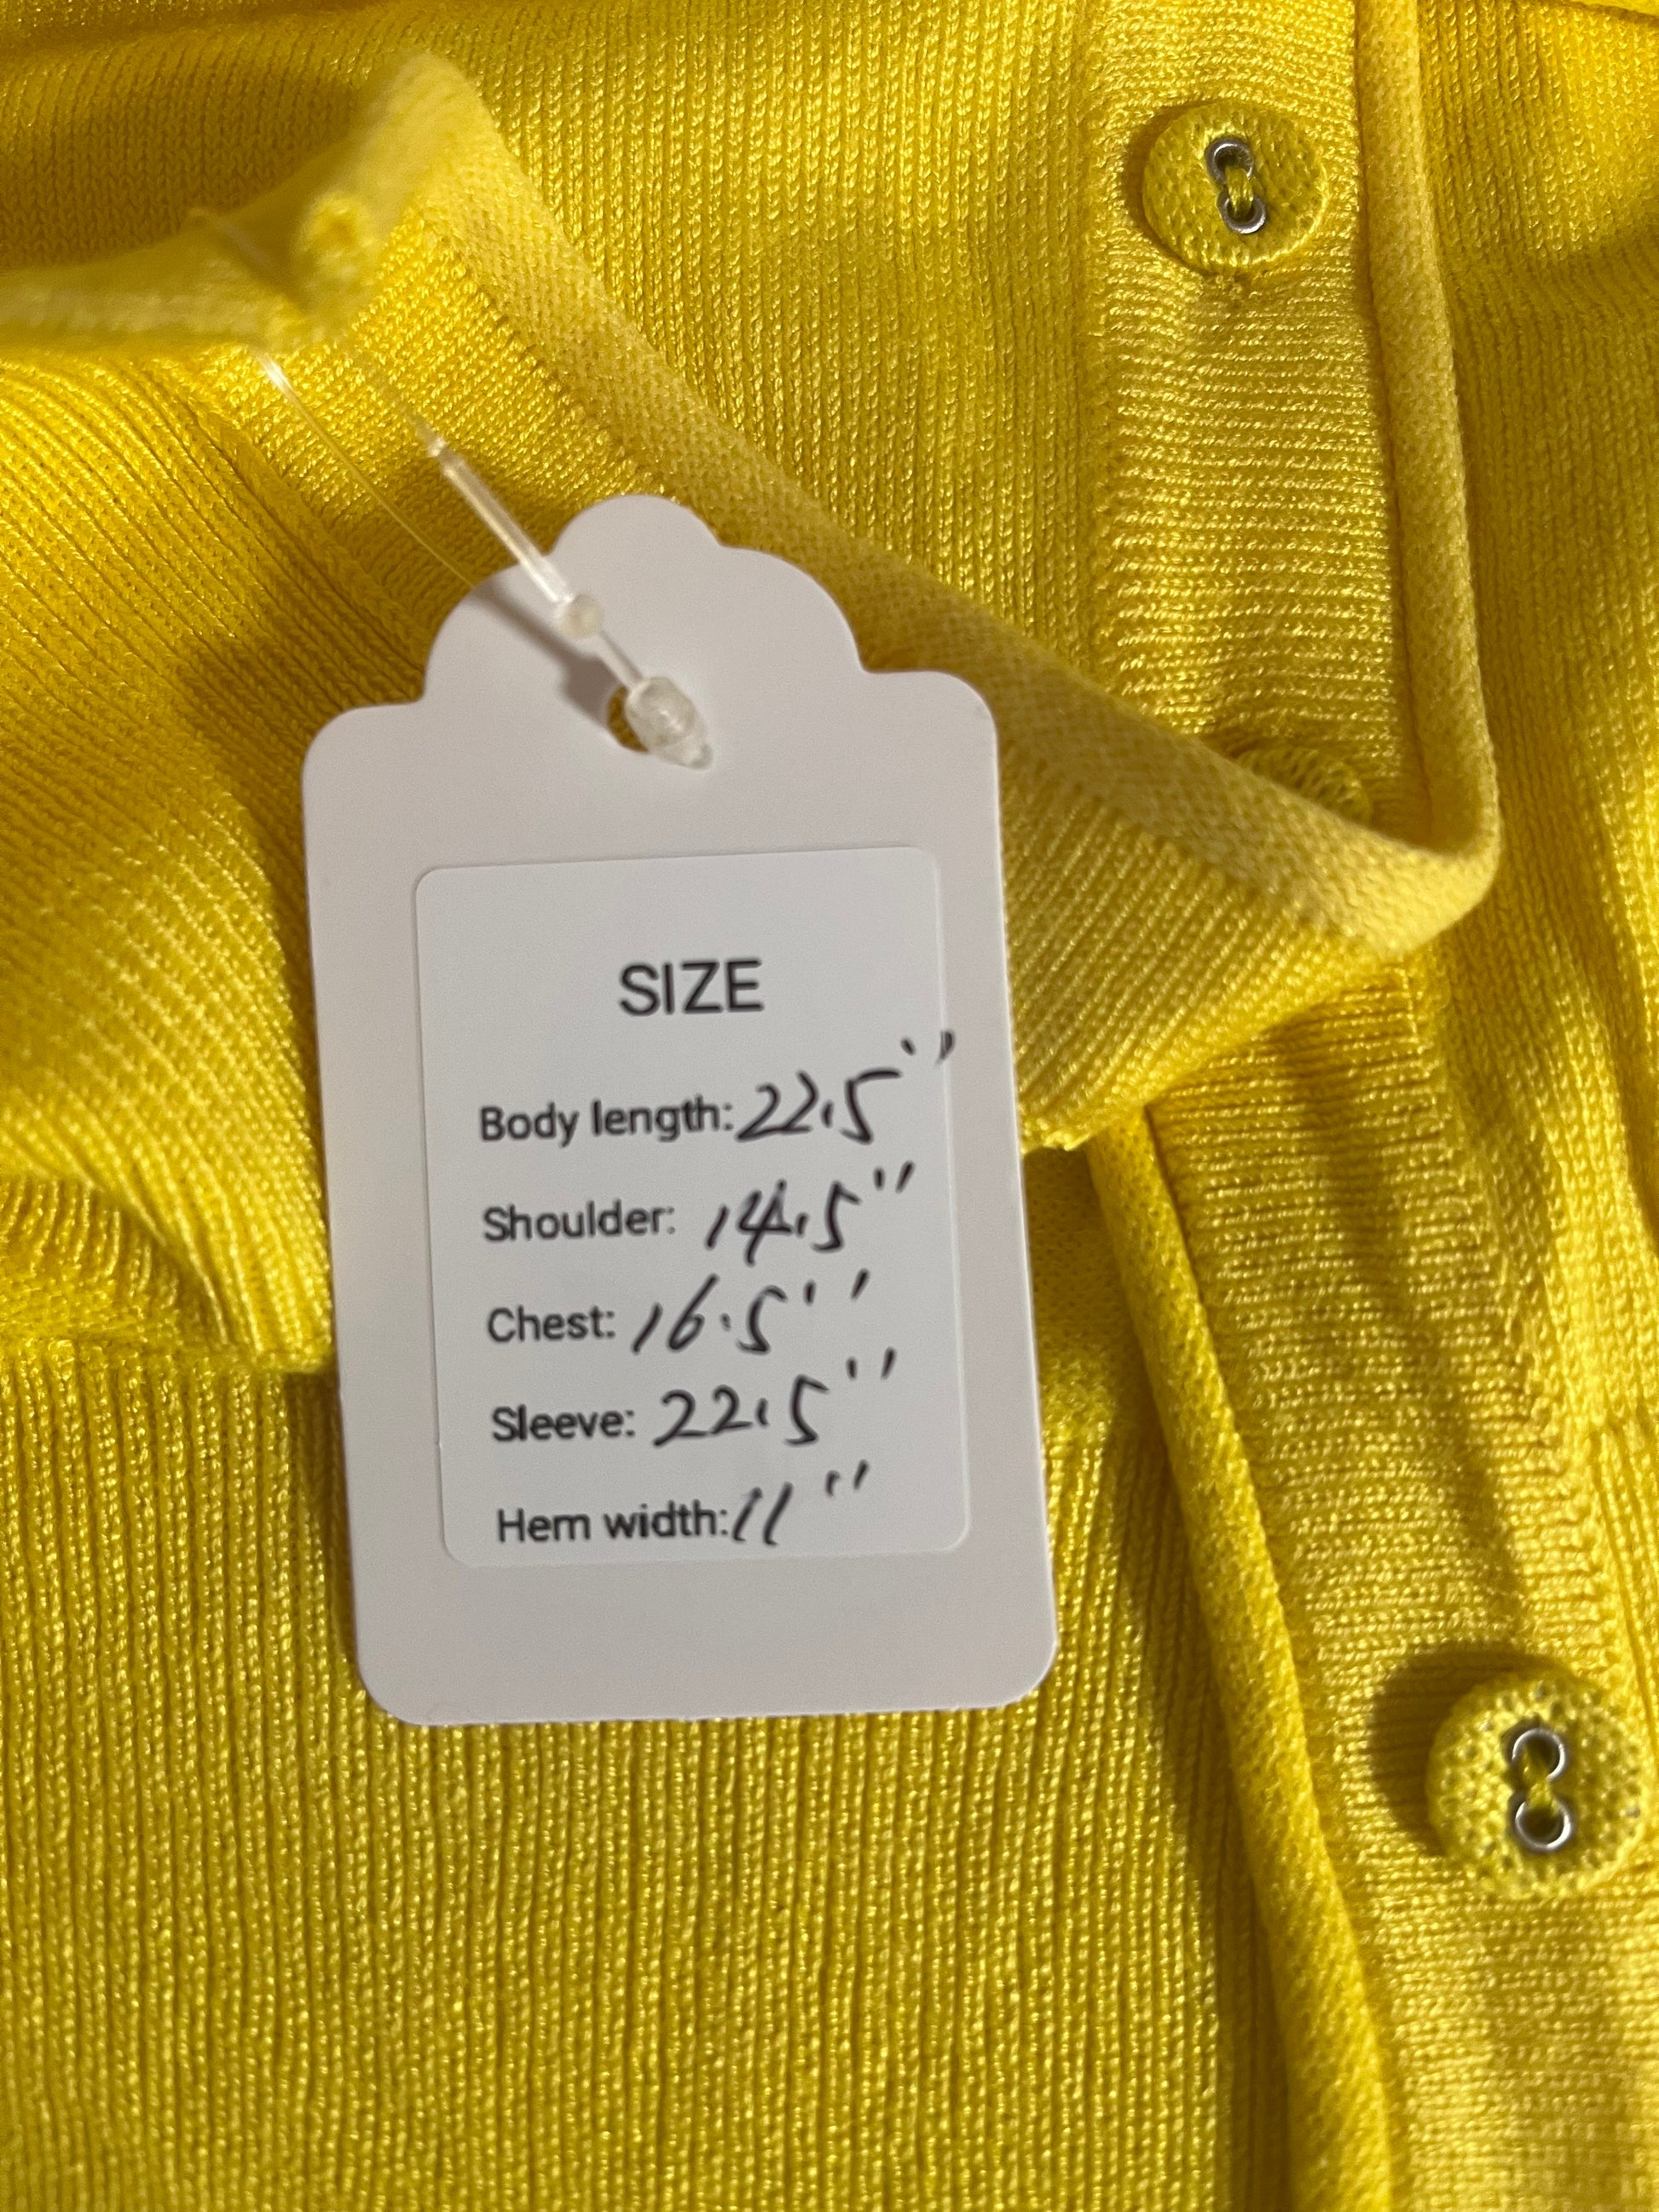 SIZE
Body length: 22.5''
Shoulder: 14.5''
Chest: 16.5''
Sleeve: 22.5''
Hem width: 11''